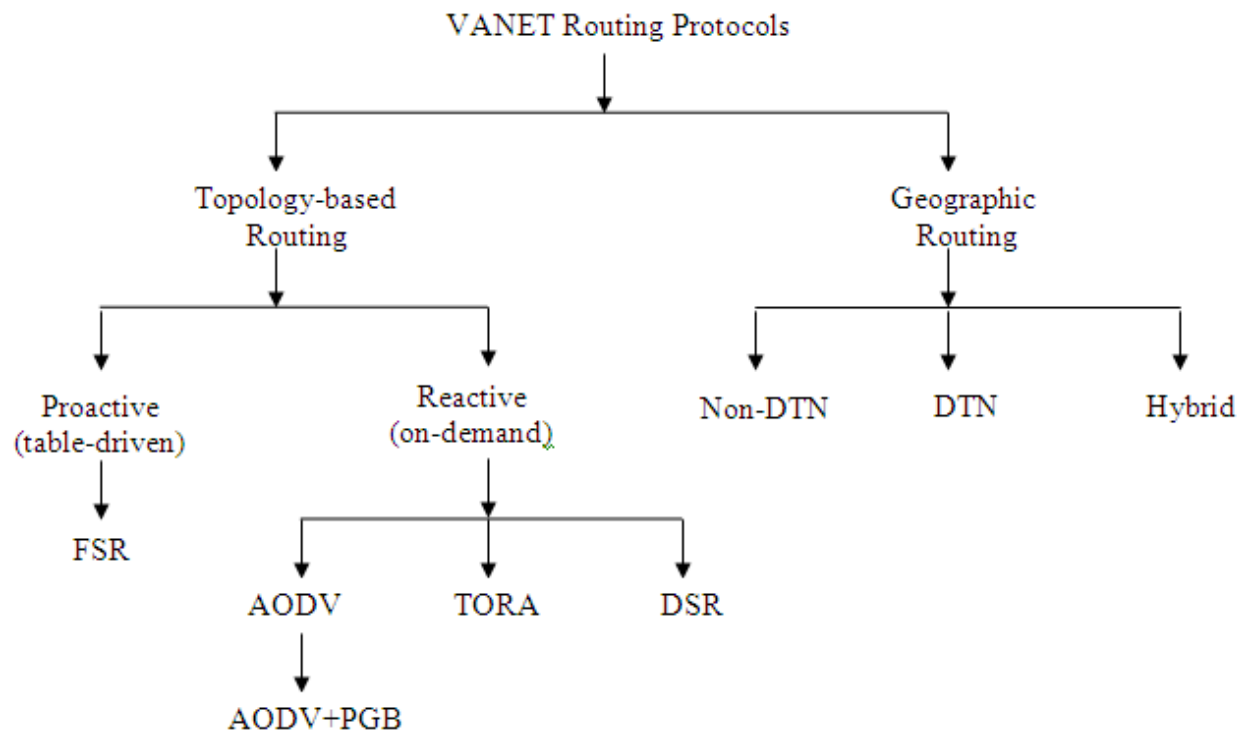 VANET Routing Protocols
Topology-based
Routing
Geographic
Routing
Proactive
(table-driven)
Reactive
(on-demand)
Non-DTN
DTN
Hybrid
FSR
AODV
TORA
DSR
AODV+PGB